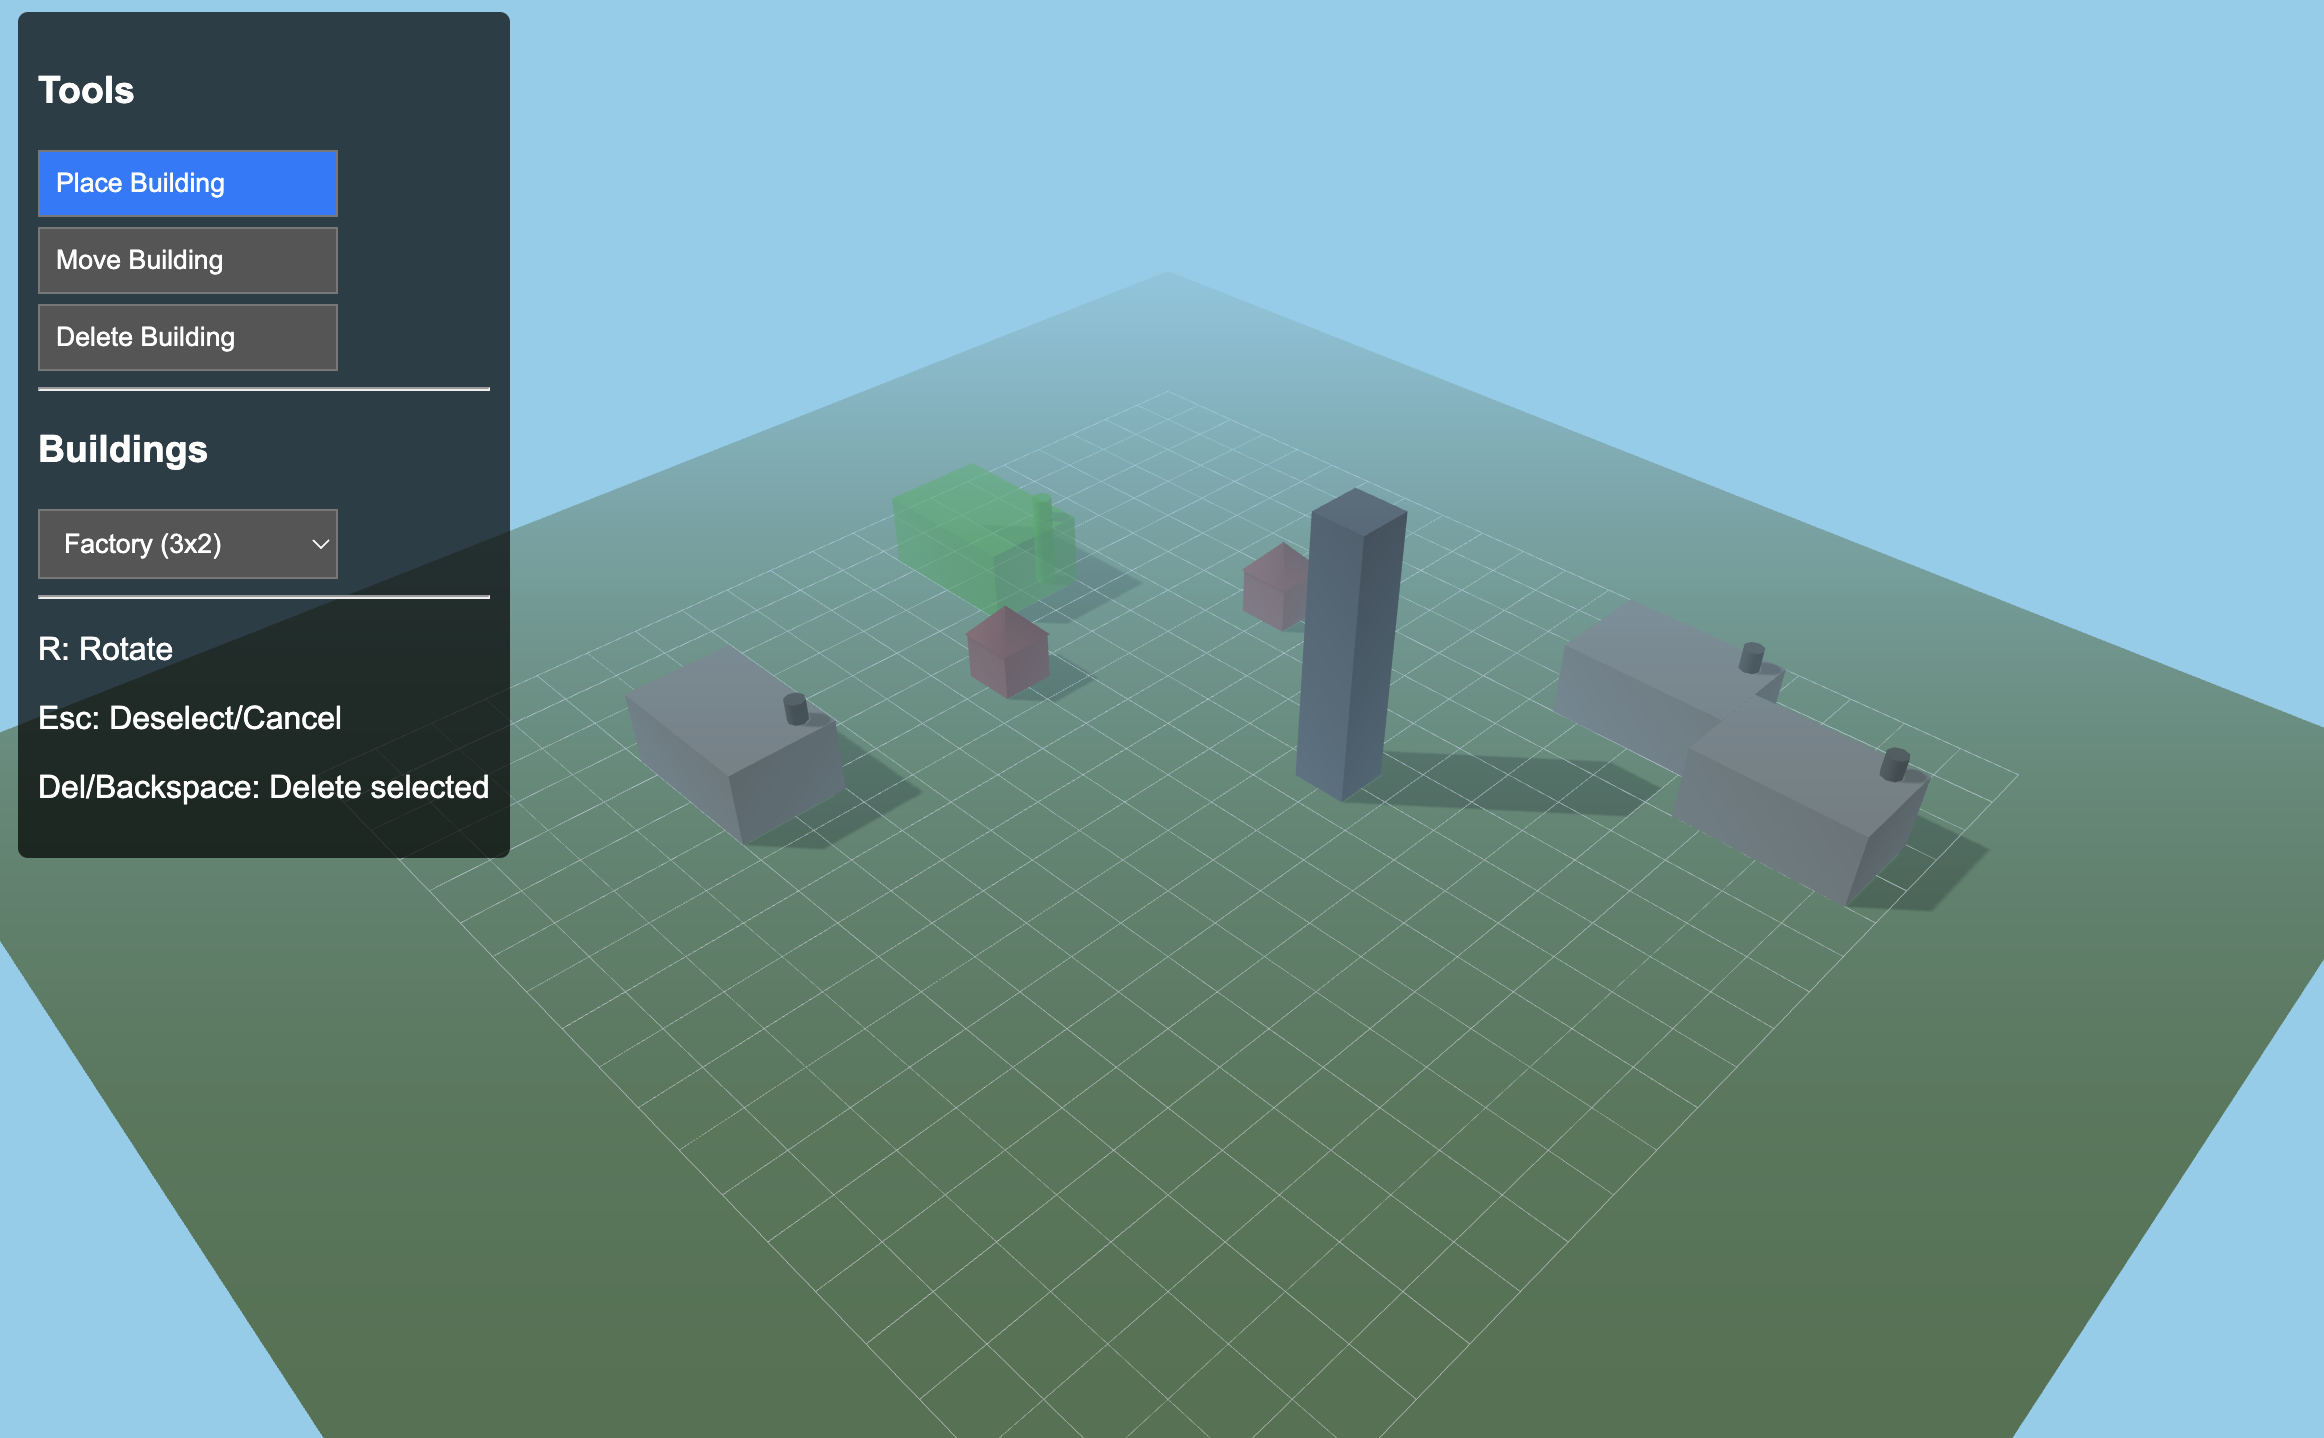 Tools
Place Building
Move Building
Delete Building
Buildings
Factory (3x2)
R: Rotate
Esc: Deselect/Cancel
Del/Backspace: Delete selected